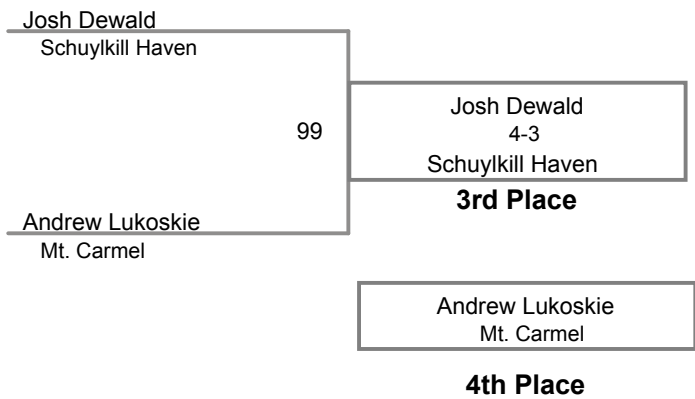 Josh Dewald
Schuylkill Haven
99
Josh Dewald
4-3
Schuylkill Haven
3rd Place
Andrew Lukoskie
Mt. Carmel
Andrew Lukoskie
Mt. Carmel
4th Place